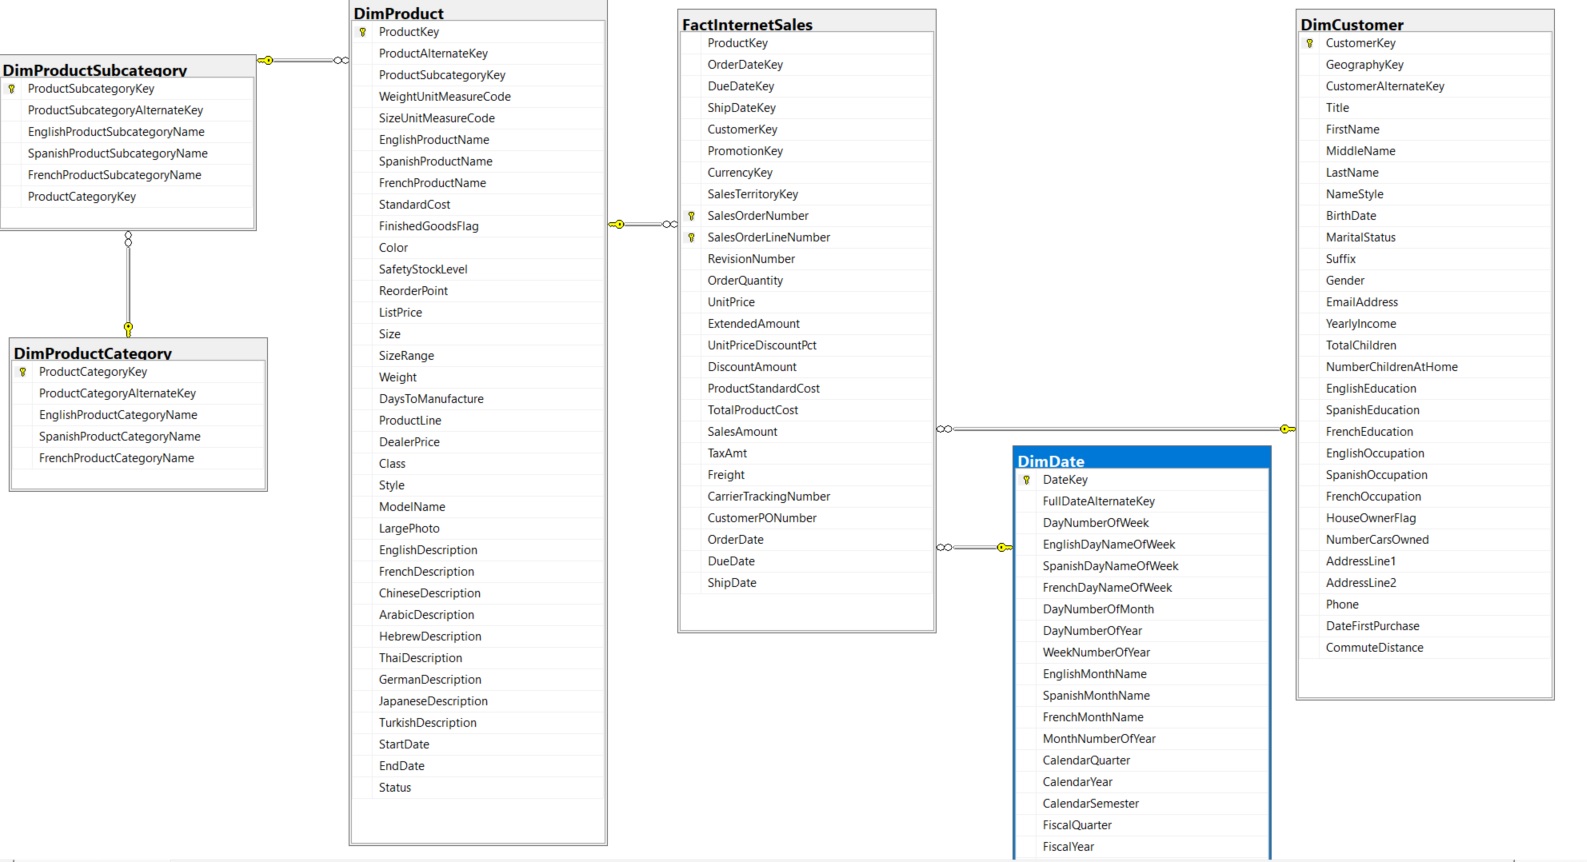 DimProductSubcategory
ProductSubcategoryKey
ProductSubcategoryAlternateKey
EnglishProductSubcategoryName
SpanishProductSubcategoryName
FrenchProductSubcategoryName
ProductCategoryKey
DimProductCategory
ProductCategoryKey
ProductCategoryAlternateKey
EnglishProductCategoryName
SpanishProductCategoryName
FrenchProductCategoryName
DimProduct
ProductKey
ProductAlternateKey
ProductSubcategoryKey
WeightUnitMeasureCode
SizeUnitMeasureCode
EnglishProductName
SpanishProductName
FrenchProductName
StandardCost
FinishedGoodsFlag
Color
SafetyStockLevel
ReorderPoint
ListPrice
Size
SizeRange
Weight
DaysToManufacture
ProductLine
DealerPrice
Class
Style
ModelName
LargePhoto
EnglishDescription
FrenchDescription
ChineseDescription
ArabicDescription
HebrewDescription
ThaiDescription
GermanDescription
JapaneseDescription
TurkishDescription
StartDate
EndDate
Status
FactInternetSales
ProductKey
OrderDateKey
DueDateKey
ShipDateKey
CustomerKey
PromotionKey
CurrencyKey
SalesTerritoryKey
SalesOrderNumber
SalesOrderLineNumber
RevisionNumber
OrderQuantity
UnitPrice
ExtendedAmount
UnitPriceDiscountPct
DiscountAmount
ProductStandardCost
TotalProductCost
SalesAmount
TaxAmt
Freight
CarrierTrackingNumber
CustomerPONumber
OrderDate
DueDate
ShipDate
DimDate
DateKey
FullDateAlternateKey
DayNumberOfWeek
EnglishDayNameOfWeek
SpanishDayNameOfWeek
FrenchDayNameOfWeek
DayNumberOfMonth
DayNumberOfYear
WeekNumberOfYear
EnglishMonthName
SpanishMonthName
FrenchMonthName
MonthNumberOfYear
CalendarQuarter
CalendarYear
CalendarSemester
FiscalQuarter
FiscalYear
DimCustomer
CustomerKey
GeographyKey
CustomerAlternateKey
Title
FirstName
MiddleName
LastName
NameStyle
BirthDate
MaritalStatus
Suffix
Gender
EmailAddress
YearlyIncome
TotalChildren
NumberChildrenAtHome
EnglishEducation
SpanishEducation
FrenchEducation
EnglishOccupation
SpanishOccupation
FrenchOccupation
HouseOwnerFlag
NumberCarsOwned
AddressLine1
AddressLine2
Phone
DateFirstPurchase
CommuteDistance